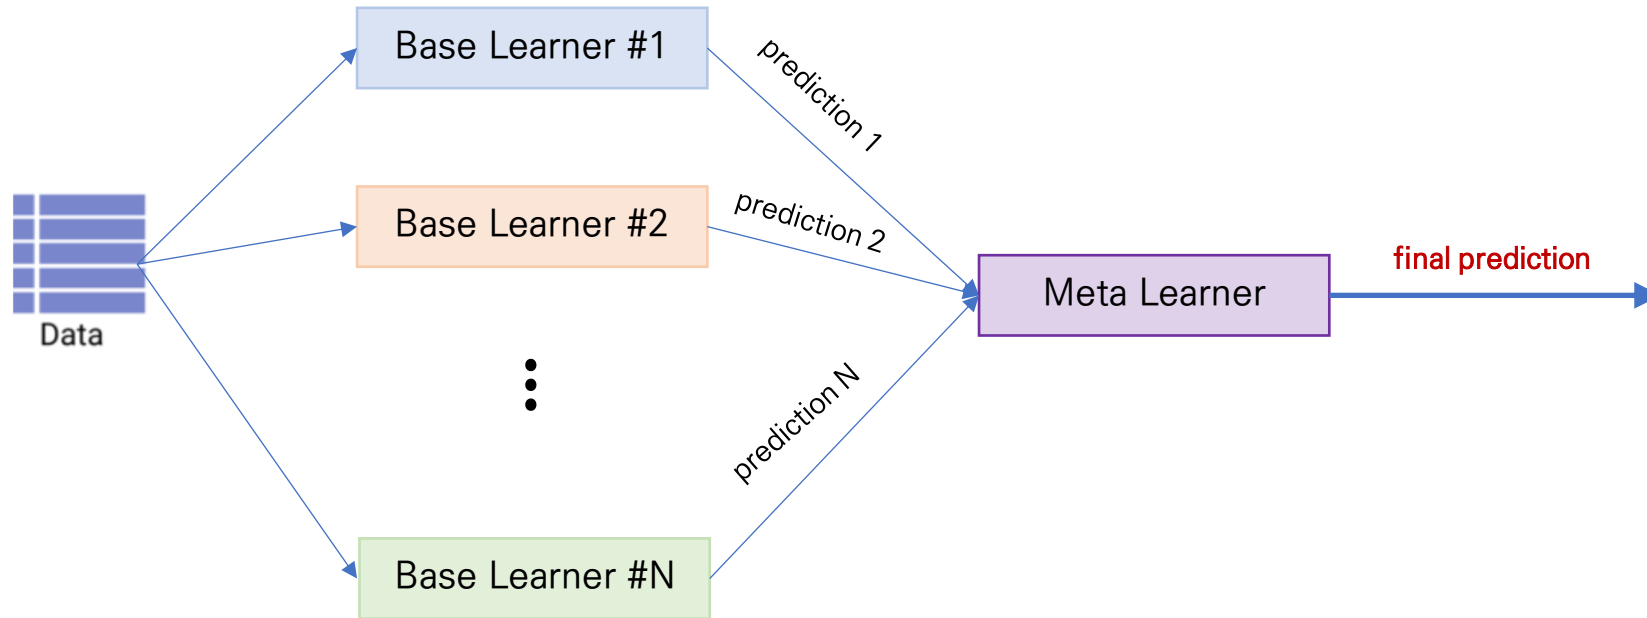 Base Learner #1
prediction 1
Base Learner #2
prediction 2
Data
Meta Learner
final prediction
prediction N
Base Learner #N